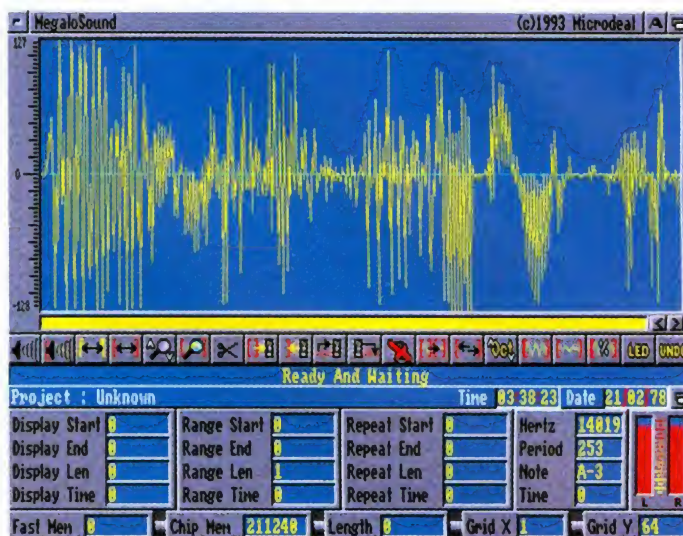 MegaloSound (c)1993 Microdeal A
127
0
-128
< >
[%] LED UNDO
Ready And Waiting
Project : Unknown Time 03 38 23 Date 21 02 78
Display Start 0 Range Start 0 Repeat Start 0 Hertz 14019
Display End 0 Range End 0 Repeat End 0 Period 253
Display Len 0 Range Len 1 Repeat Len 0 Note A-3
Display Time 0 Range Time 0 Repeat Time 0 Time 0
L R
Fast Mem 0 Chip Mem 211240 Length 0 Grid X 1 Grid Y 64